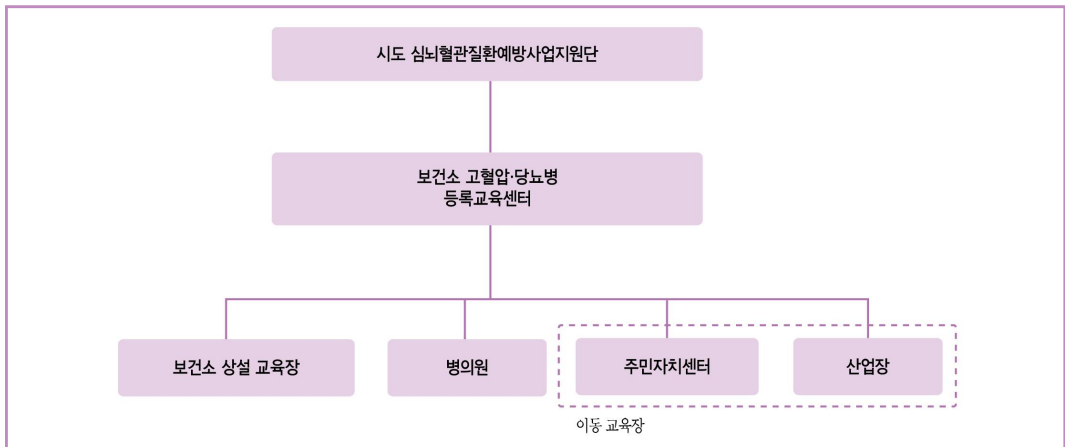 시도 심뇌혈관질환예방사업지원단
보건소 고혈압·당뇨병
등록교육센터
보건소 상설 교육장
병의원
주민자치센터
산업장
이동 교육장